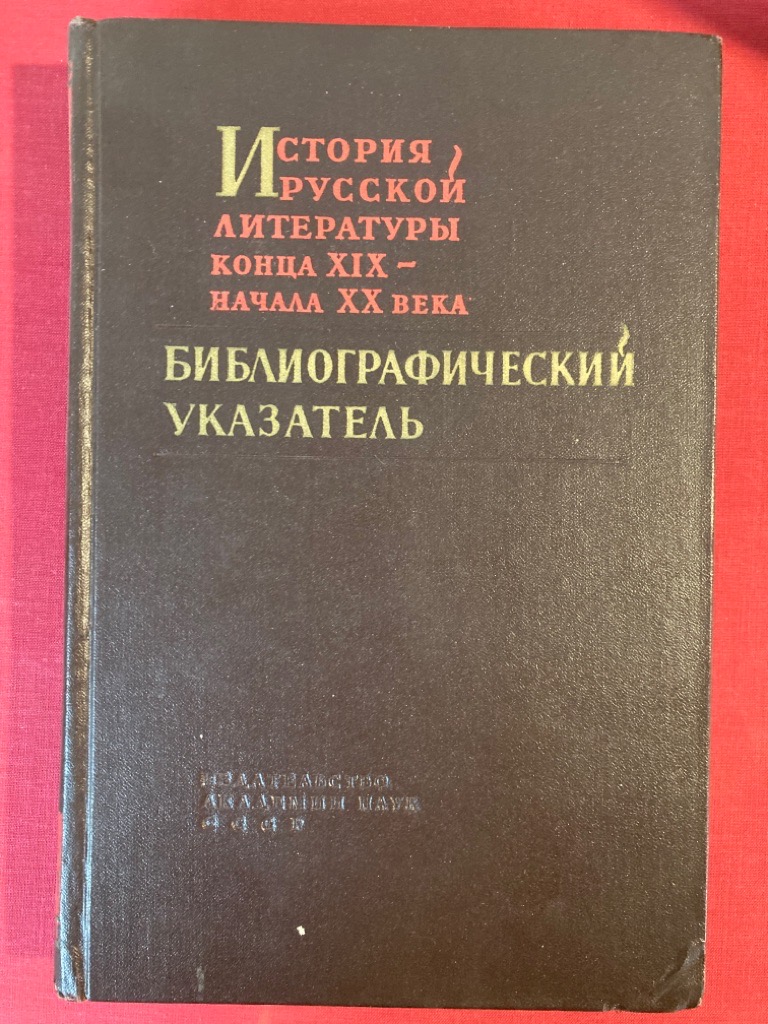 История
русской
литературы
конца XIX –
начала XX века
БИБЛИОГРАФИЧЕСКИЙ
УКАЗАТЕЛЬ
ИЗДАТЕЛЬСТВО
АКАДЕМИИ НАУК
СССР